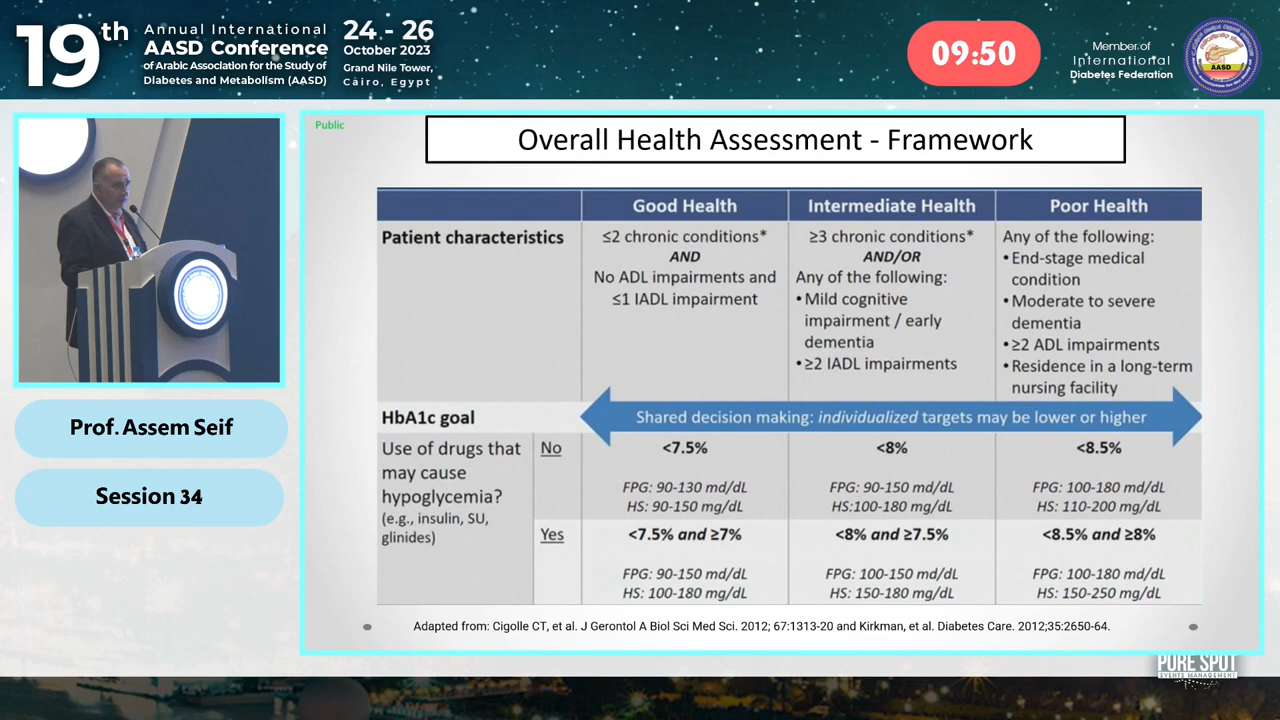 19th
Annual International
AASD Conference
of Arabic Association for the Study of
Diabetes and Metabolism (AASD)
24 - 26
October 2023
Grand Nile Tower,
Cairo, Egypt
09:50
Member of
International
Diabetes Federation
AASD
Public
Overall Health Assessment - Framework
Good Health
Intermediate Health
Poor Health
Patient characteristics
≤2 chronic conditions*
AND
No ADL impairments and
≤1 IADL impairment
≥3 chronic conditions*
AND/OR
Any of the following:
• Mild cognitive
impairment / early
dementia
• ≥2 IADL impairments
Any of the following:
• End-stage medical
condition
• Moderate to severe
dementia
• ≥2 ADL impairments
• Residence in a long-term
nursing facility
HbA1c goal
Shared decision making: individualized targets may be lower or higher
Use of drugs that
may cause
hypoglycemia?
(e.g., insulin, SU,
glinides)
No
<7.5%
FPG: 90-130 md/dL
HS: 90-150 mg/dL
<8%
FPG: 90-150 md/dL
HS:100-180 mg/dL
<8.5%
FPG: 100-180 md/dL
HS: 110-200 mg/dL
Yes
<7.5% and ≥7%
FPG: 90-150 md/dL
HS: 100-180 mg/dL
<8% and ≥7.5%
FPG: 100-150 md/dL
HS: 150-180 mg/dL
<8.5% and ≥8%
FPG: 100-180 md/dL
HS: 150-250 mg/dL
Adapted from: Cigolle CT, et al. J Gerontol A Biol Sci Med Sci. 2012; 67:1313-20 and Kirkman, et al. Diabetes Care. 2012;35:2650-64.
Prof. Assem Seif
Session 34
PURE SPOT
EVENTS MANAGEMENT